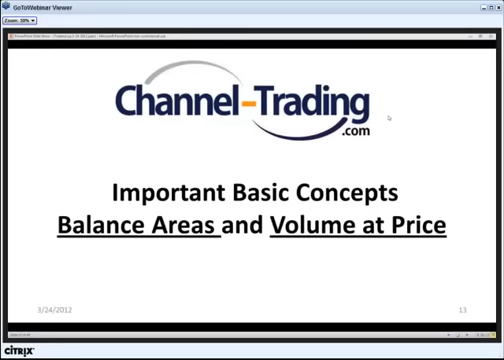 GoToWebinar Viewer
Zoom: 59%
Channel-Trading
.com
Important Basic Concepts
Balance Areas and Volume at Price
3/24/2012
13
CITRIX